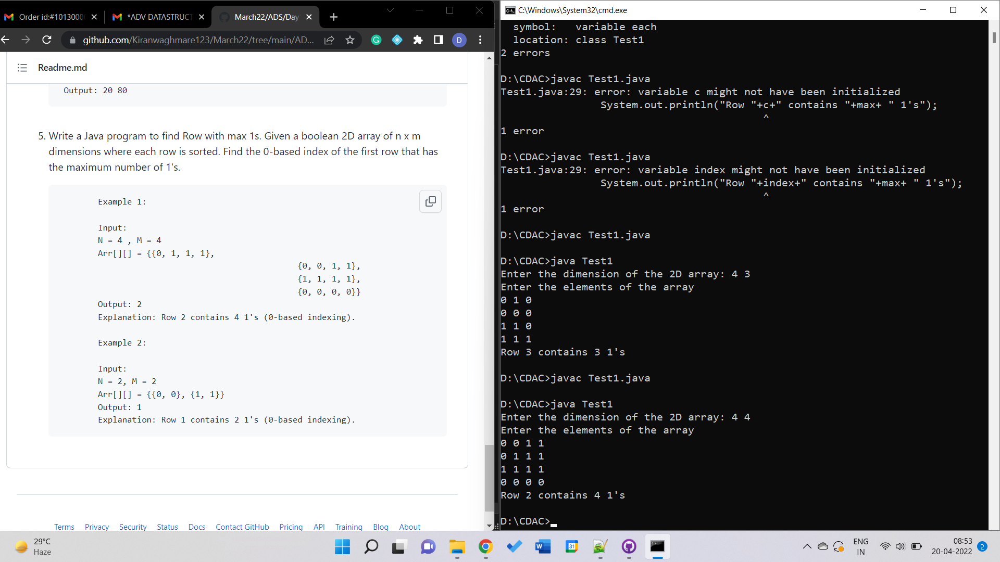 Order id:#1013000
*ADV DATASTRUCT
March22/ADS/Day
github.com/Kiranwaghmare123/March22/tree/main/AD...
D
Readme.md
Output: 20 80
5. Write a Java program to find Row with max 1s. Given a boolean 2D array of n x m
dimensions where each row is sorted. Find the 0-based index of the first row that has
the maximum number of 1's.
Example 1:
Input:
N = 4 , M = 4
Arr[][] = {{0, 1, 1, 1},
{0, 0, 1, 1},
{1, 1, 1, 1},
{0, 0, 0, 0}}
Output: 2
Explanation: Row 2 contains 4 1's (0-based indexing).
Example 2:
Input:
N = 2, M = 2
Arr[][] = {{0, 0}, {1, 1}}
Output: 1
Explanation: Row 1 contains 2 1's (0-based indexing).
Terms Privacy Security Status Docs Contact GitHub Pricing API Training Blog About
C:\Windows\System32\cmd.exe
symbol: variable each
location: class Test1
2 errors
D:\CDAC>javac Test1.java
Test1.java:29: error: variable c might not have been initialized
System.out.println("Row "+c+" contains "+max+ " 1's");
^
1 error
D:\CDAC>javac Test1.java
Test1.java:29: error: variable index might not have been initialized
System.out.println("Row "+index+" contains "+max+ " 1's");
^
1 error
D:\CDAC>javac Test1.java
D:\CDAC>java Test1
Enter the dimension of the 2D array: 4 3
Enter the elements of the array
0 1 0
0 0 0
1 1 0
1 1 1
Row 3 contains 3 1's
D:\CDAC>javac Test1.java
D:\CDAC>java Test1
Enter the dimension of the 2D array: 4 4
Enter the elements of the array
0 0 1 1
0 1 1 1
1 1 1 1
0 0 0 0
Row 2 contains 4 1's
D:\CDAC>
29°C
Haze
31
ENG
IN
08:53
20-04-2022
2